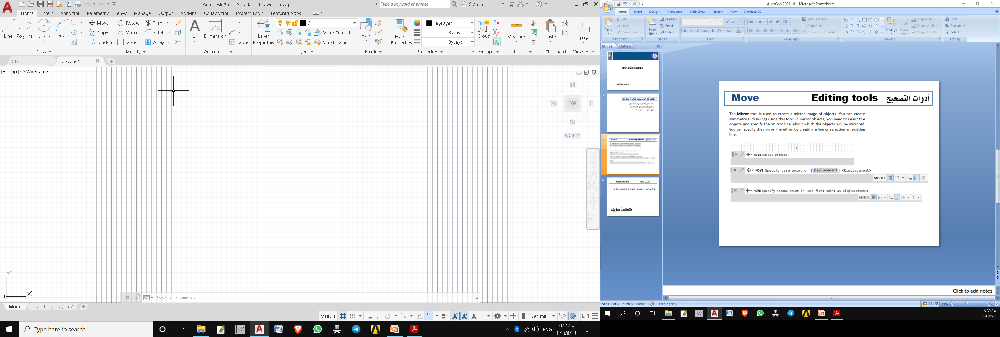 Autodesk AutoCAD 2021 Drawing1.dwg
Type a keyword or phrase
Sign In
Home Insert Annotate Parametric View Manage Output Add-ins Collaborate Express Tools Featured Apps
Line Polyline Circle Arc
Move Rotate Trim
Copy Mirror Fillet
Stretch Scale Array
Text Dimension Table
Layer Properties
0
Make Current
Match Layer
Insert
Match Properties
ByLayer
ByLayer
ByLayer
Group
Measure
Paste
Base
Draw Modify Annotation Layers Block Properties Groups Utilities Clipboard View
Start Drawing1
[−][Top][2D Wireframe]
N
W TOP E
S
WCS
Y
X
Type a command
Model Layout1 Layout2
MODEL 1:1 Decimal
Type here to search
ENG
07:17 م
٢٠٢١/١١/٢٦
AutoCad 2021- 6 - Microsoft PowerPoint
Home Insert Design Animations Slide Show Review View EndNote 20
Paste
Cut
Copy
Format Painter
New Slide
Layout
Reset
Delete
14
Text Direction
Align Text
Convert to SmartArt
Arrange
Quick Styles
Shape Fill
Shape Outline
Shape Effects
Find
Replace
Select
Clipboard Slides Font Paragraph Drawing Editing
Slides Outline
1
AutoCad 2021
2
3
Move Editing tools أدوات التصحيح
4
AutoCAD 2021 الدرس القادم ...
شكراً جزيلا
Move Editing tools أدوات التصحيح
The Mirror tool is used to create a mirror image of objects. You can create
symmetrical drawings using this tool. To mirror objects, you need to select the
objects and specify the ‘mirror line’ about which the objects will be mirrored.
You can specify the mirror line either by creating a line or selecting an existing
line.
MOVE Select objects:
MOVE Specify base point or [Displacement] <Displacement>:
MODEL
MOVE Specify second point or <use first point as displacement>:
MODEL
Click to add notes
Slide 3 of 4 "Office Theme" Arabic (Iraq) 73%
07:17 م
٢٠٢١/١١/٢٦